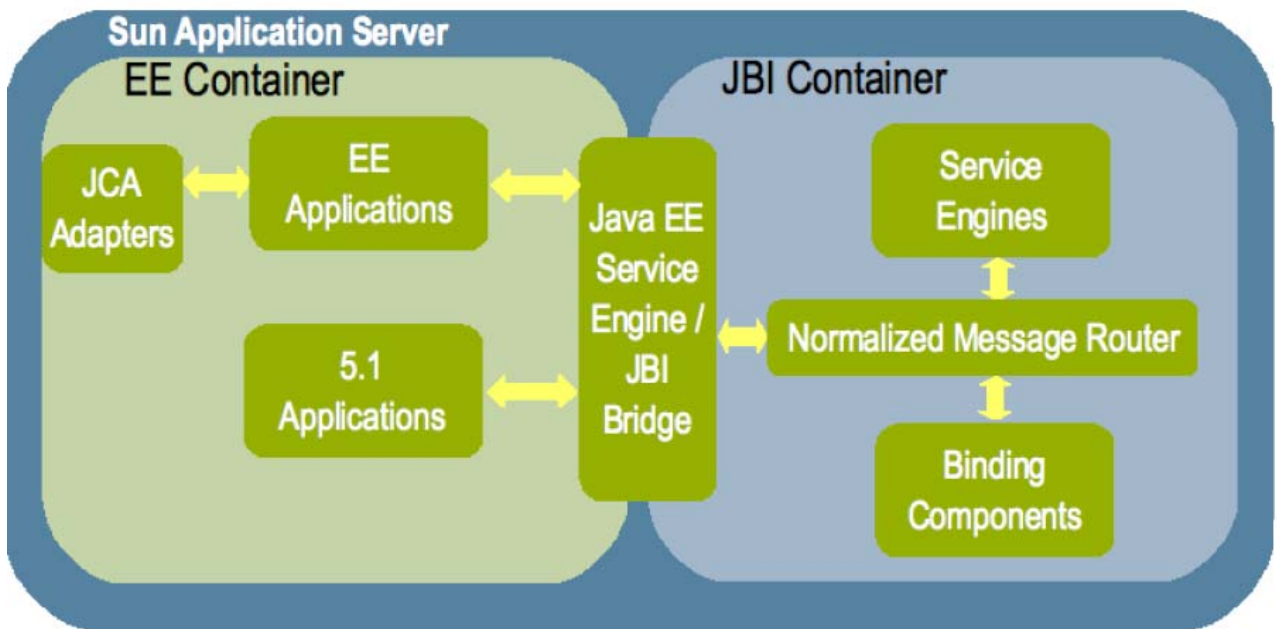 Sun Application Server
EE Container
JBI Container
JCA
Adapters
EE
Applications
5.1
Applications
Java EE
Service
Engine /
JBI
Bridge
Service
Engines
Normalized Message Router
Binding
Components